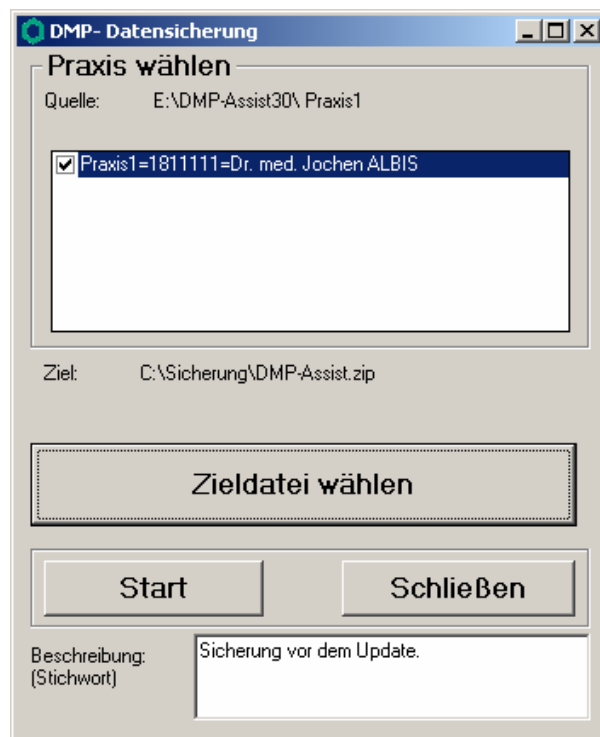 DMP- Datensicherung
Praxis wählen
Quelle: E:\DMP-Assist30\ Praxis1
Praxis1=1811111=Dr. med. Jochen ALBIS
Ziel: C:\Sicherung\DMP-Assist.zip
Zieldatei wählen
Start Schließen
Beschreibung: Sicherung vor dem Update.
(Stichwort)